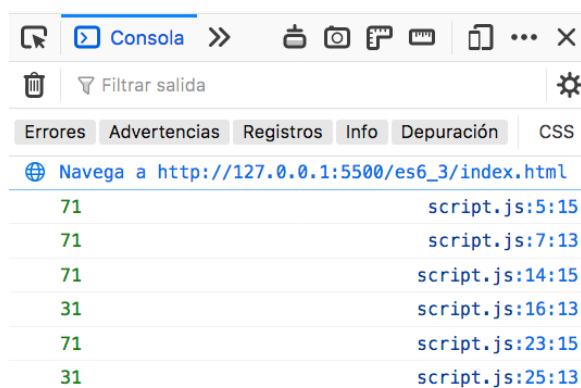 Consola
Filtrar salida
Errores Advertencias Registros Info Depuración CSS
Navega a http://127.0.0.1:5500/es6_3/index.html
71 script.js:5:15
71 script.js:7:13
71 script.js:14:15
31 script.js:16:13
71 script.js:23:15
31 script.js:25:13